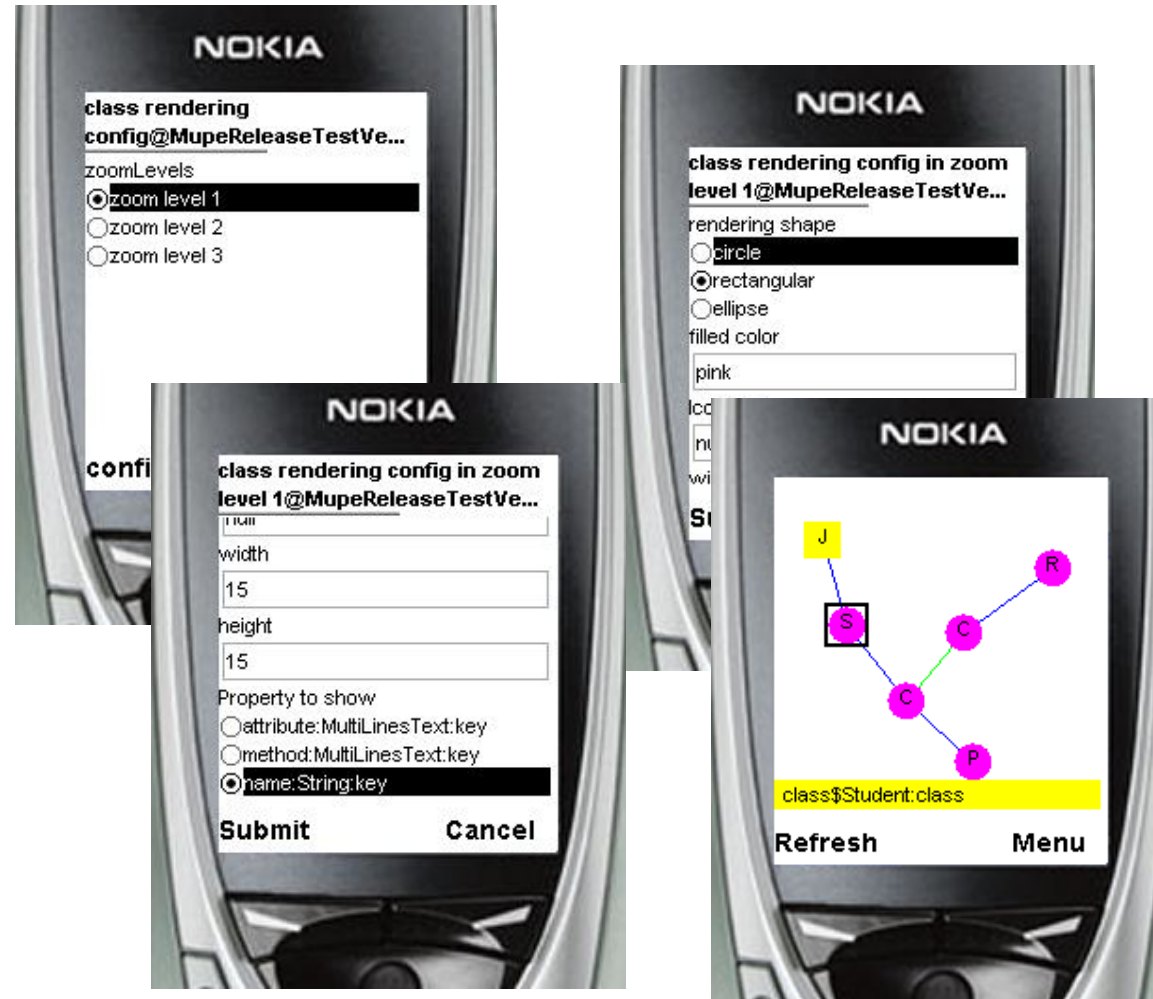 NOKIA
class rendering
config@MupeReleaseTestVe...
zoomLevels
zoom level 1
zoom level 2
zoom level 3
confi
NOKIA
class rendering config in zoom
level 1@MupeReleaseTestVe...
rendering shape
circle
rectangular
ellipse
filled color
pink
NOKIA
class rendering config in zoom
level 1@MupeReleaseTestVe...
null
width
15
height
15
Property to show
attribute:MultiLinesText:key
method:MultiLinesText:key
name:String:key
Submit Cancel
NOKIA
J
R
S
C
C
P
class$Student:class
Refresh Menu